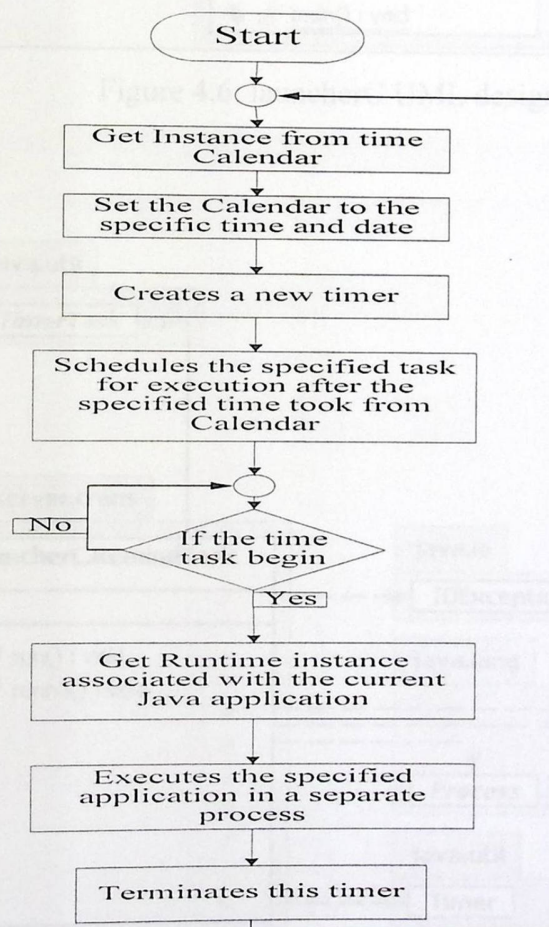 Start
Get Instance from time
Calendar
Set the Calendar to the
specific time and date
Creates a new timer
Schedules the specified task
for execution after the
specified time took from
Calendar
No
If the time
task begin
Yes
Get Runtime instance
associated with the current
Java application
Executes the specified
application in a separate
process
Terminates this timer